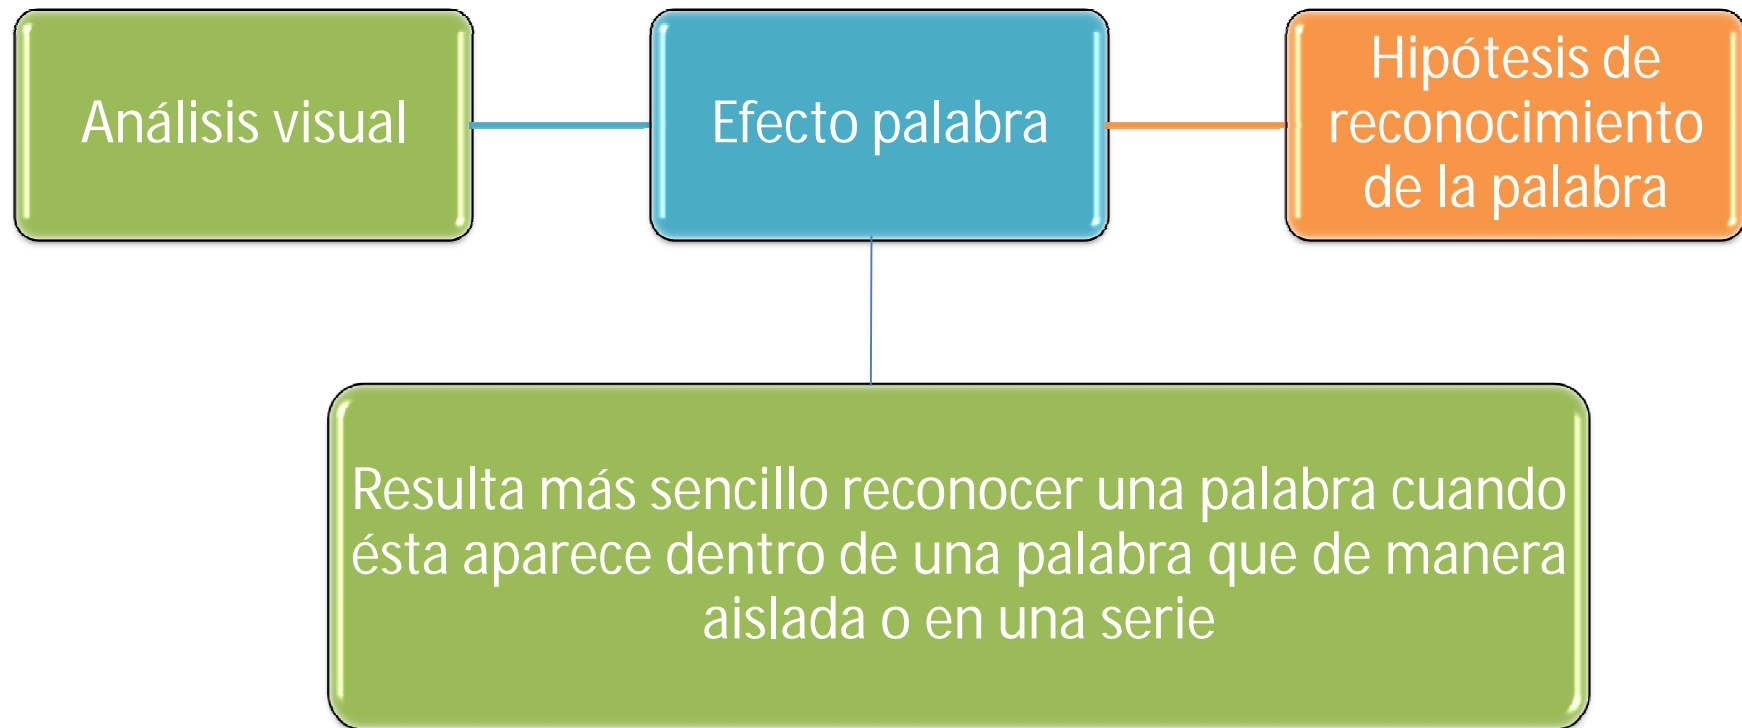 Análisis visual
Efecto palabra
Hipótesis de
reconocimiento
de la palabra
Resulta más sencillo reconocer una palabra cuando
ésta aparece dentro de una palabra que de manera
aislada o en una serie